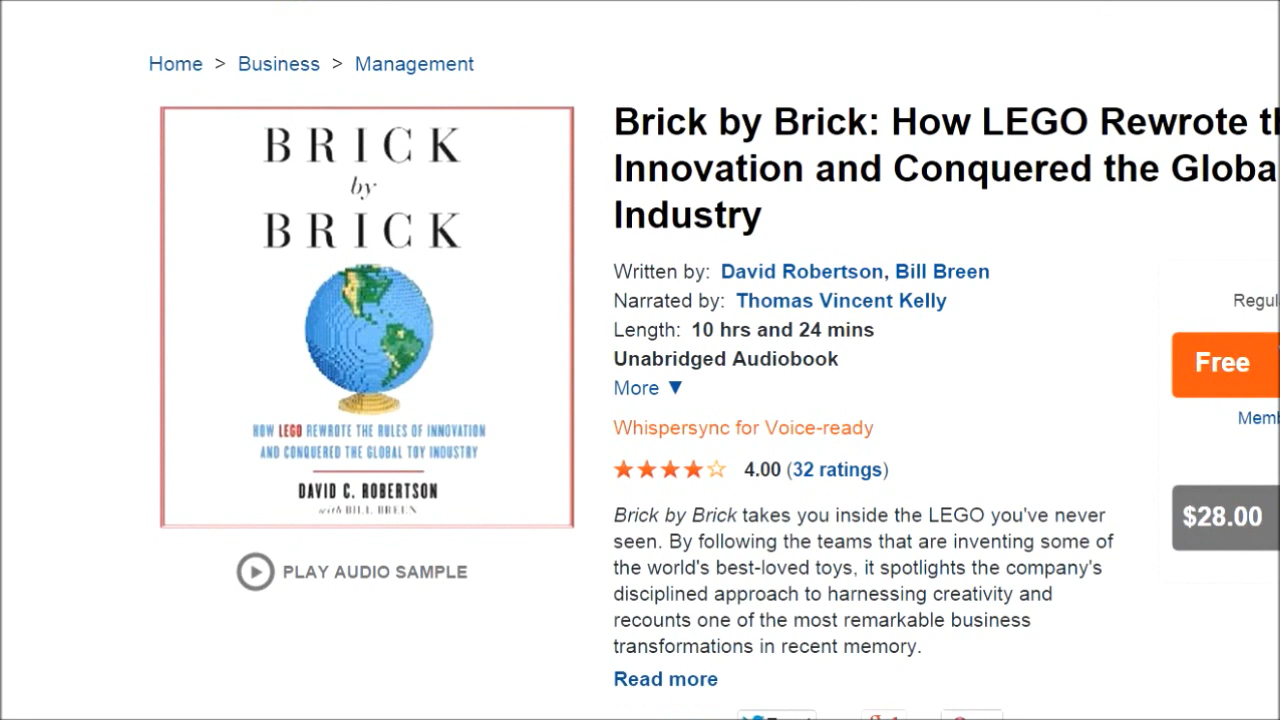 Home > Business > Management
BRICK
by
BRICK
HOW LEGO REWROTE THE RULES OF INNOVATION
AND CONQUERED THE GLOBAL TOY INDUSTRY
DAVID C. ROBERTSON
with BILL BREEN
PLAY AUDIO SAMPLE
Brick by Brick: How LEGO Rewrote
Innovation and Conquered the Globa
Industry
Written by: David Robertson, Bill Breen
Narrated by: Thomas Vincent Kelly
Length: 10 hrs and 24 mins
Unabridged Audiobook
More ▼
Whispersync for Voice-ready
4.00 (32 ratings)
Brick by Brick takes you inside the LEGO you've never
seen. By following the teams that are inventing some of
the world's best-loved toys, it spotlights the company's
disciplined approach to harnessing creativity and
recounts one of the most remarkable business
transformations in recent memory.
Read more
Regul
Free
Memb
$28.00